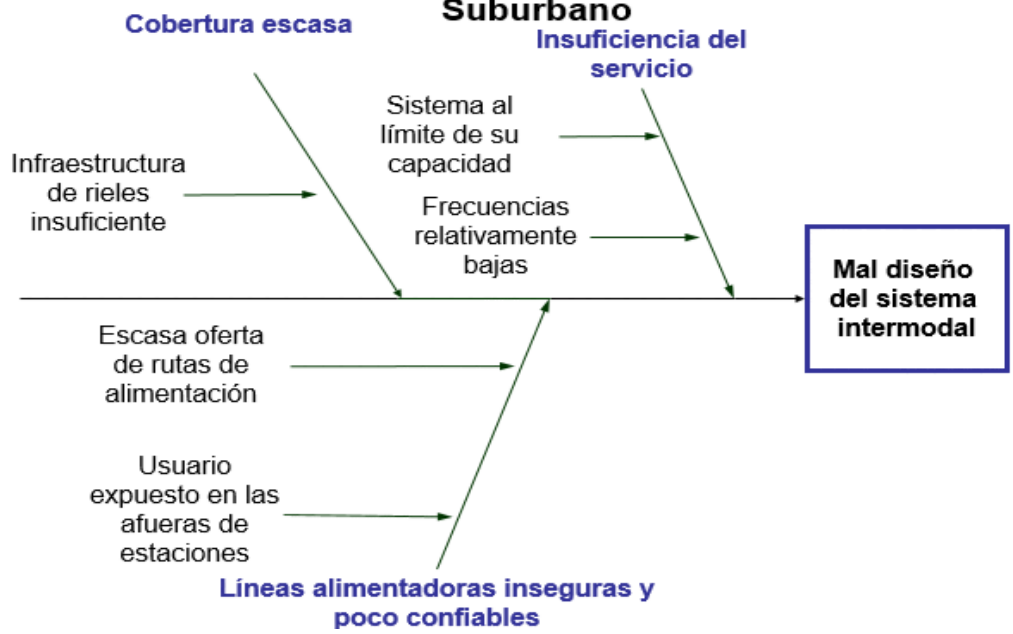 Suburbano
Cobertura escasa
Insuficiencia del
servicio
Sistema al
límite de su
capacidad
Infraestructura
de rieles
insuficiente
Frecuencias
relativamente
bajas
Mal diseño
del sistema
intermodal
Escasa oferta
de rutas de
alimentación
Usuario
expuesto en las
afueras de
estaciones
Líneas alimentadoras inseguras y
poco confiables